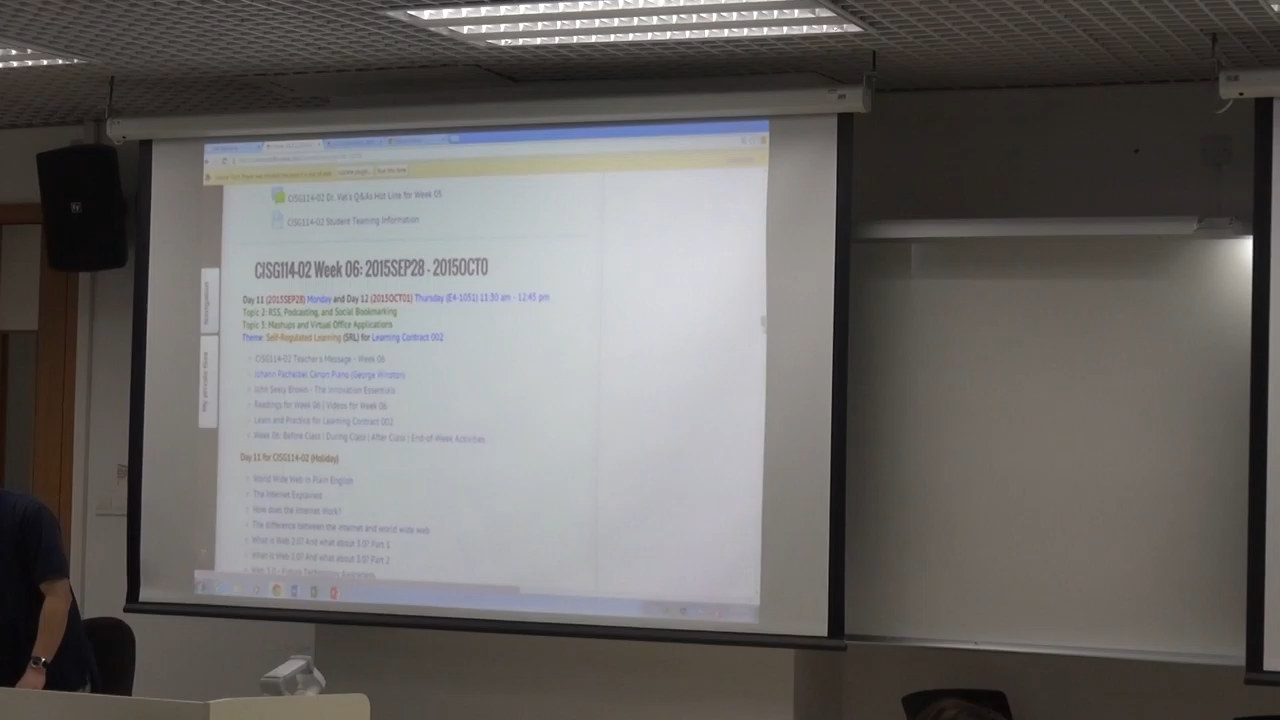 CISG114-02 Dr. Vat's Q&As Hot Line for Week 05
CISG114-02 Student Teaming Information
CISG114-02 Week 06: 2015SEP28 - 2015OCT0
Day 11 (2015SEP28) Monday and Day 12 (2015OCT01) Thursday (E4-1051) 11:30 am - 12:45 pm
Topic 2: RSS, Podcasting, and Social Bookmarking
Topic 3: Mashups and Virtual Office Applications
Theme: Self-Regulated Learning (SRL) for Learning Contract 002
CISG114-02 Teacher's Message - Week 06
Johann Pachelbel Canon Piano (George Winston)
John Seely Brown - The Innovation Essentials
Readings for Week 06 | Videos for Week 06
Learn and Practice for Learning Contract 002
Week 06: Before Class | During Class | After Class | End-of-Week Activities
Day 11 for CISG114-02 (Holiday)
World Wide Web in Plain English
The Internet Explained
How does the Internet Work?
The difference between the internet and world wide web
What is Web 2.0? And what about 3.0? Part 1
What is Web 2.0? And what about 3.0? Part 2
Navigation
My private files